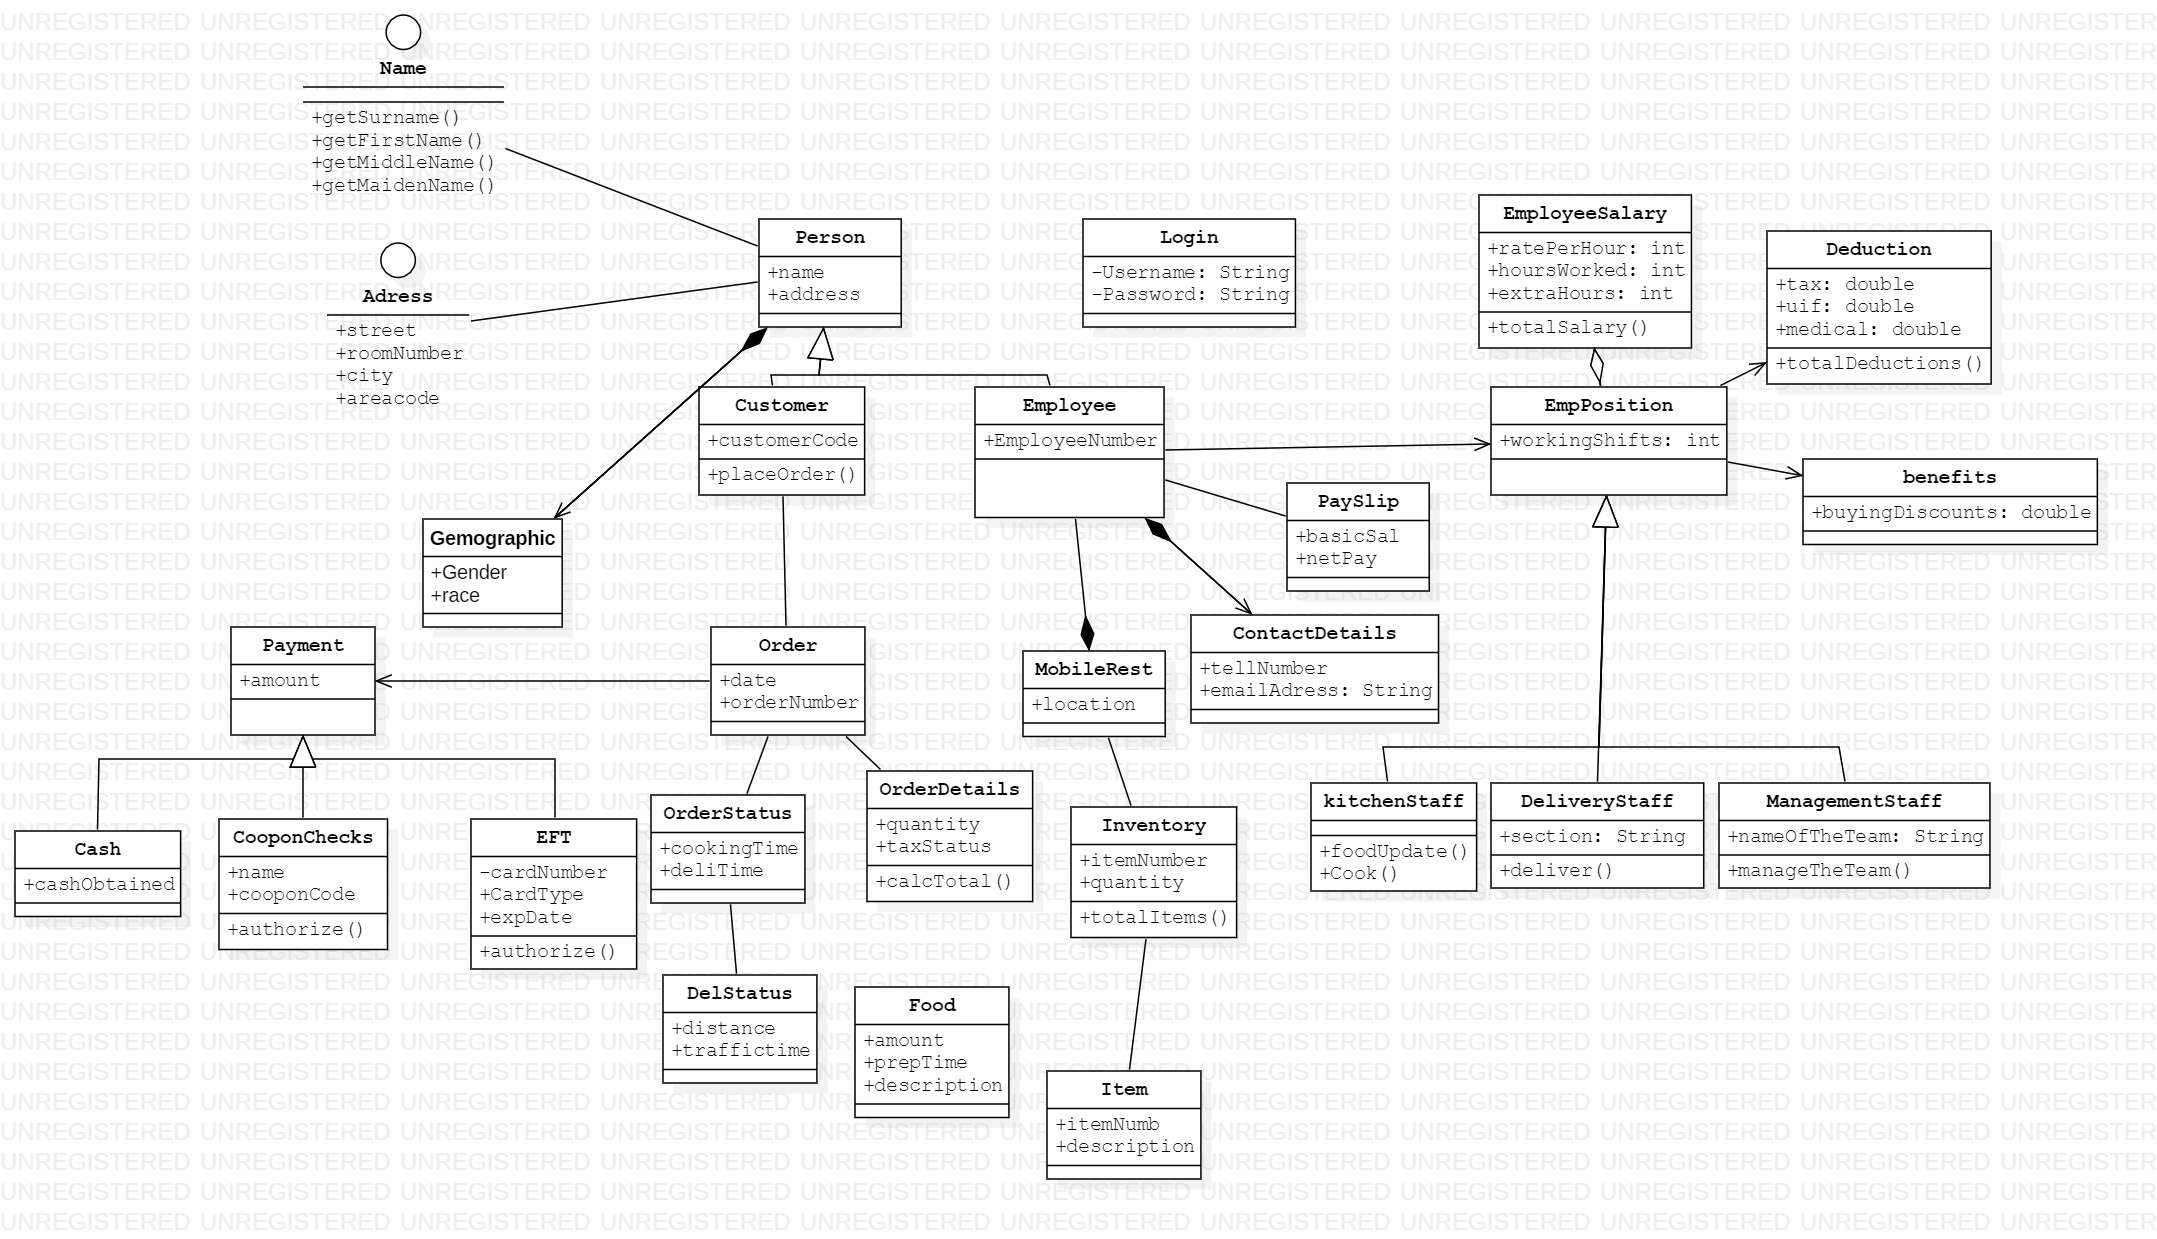 Name
+getSurname()
+getFirstName()
+getMiddleName()
+getMaidenName()
Adress
+street
+roomNumber
+city
+areacode
Person
+name
+address
Login
-Username: String
-Password: String
EmployeeSalary
+ratePerHour: int
+hoursWorked: int
+extraHours: int
+totalSalary()
Deduction
+tax: double
+uif: double
+medical: double
+totalDeductions()
Customer
+customerCode
+placeOrder()
Employee
+EmployeeNumber
EmpPosition
+workingShifts: int
benefits
+buyingDiscounts: double
PaySlip
+basicSal
+netPay
Gemographic
+Gender
+race
Payment
+amount
Order
+date
+orderNumber
MobileRest
+location
ContactDetails
+tellNumber
+emailAdress: String
Cash
+cashObtained
CooponChecks
+name
+cooponCode
+authorize()
EFT
-cardNumber
+CardType
+expDate
+authorize()
OrderStatus
+cookingTime
+deliTime
OrderDetails
+quantity
+taxStatus
+calcTotal()
Inventory
+itemNumber
+quantity
+totalItems()
kitchenStaff
+foodUpdate()
+Cook()
DeliveryStaff
+section: String
+deliver()
ManagementStaff
+nameOfTheTeam: String
+manageTheTeam()
DelStatus
+distance
+traffictime
Food
+amount
+prepTime
+description
Item
+itemNumb
+description
UNREGISTERED